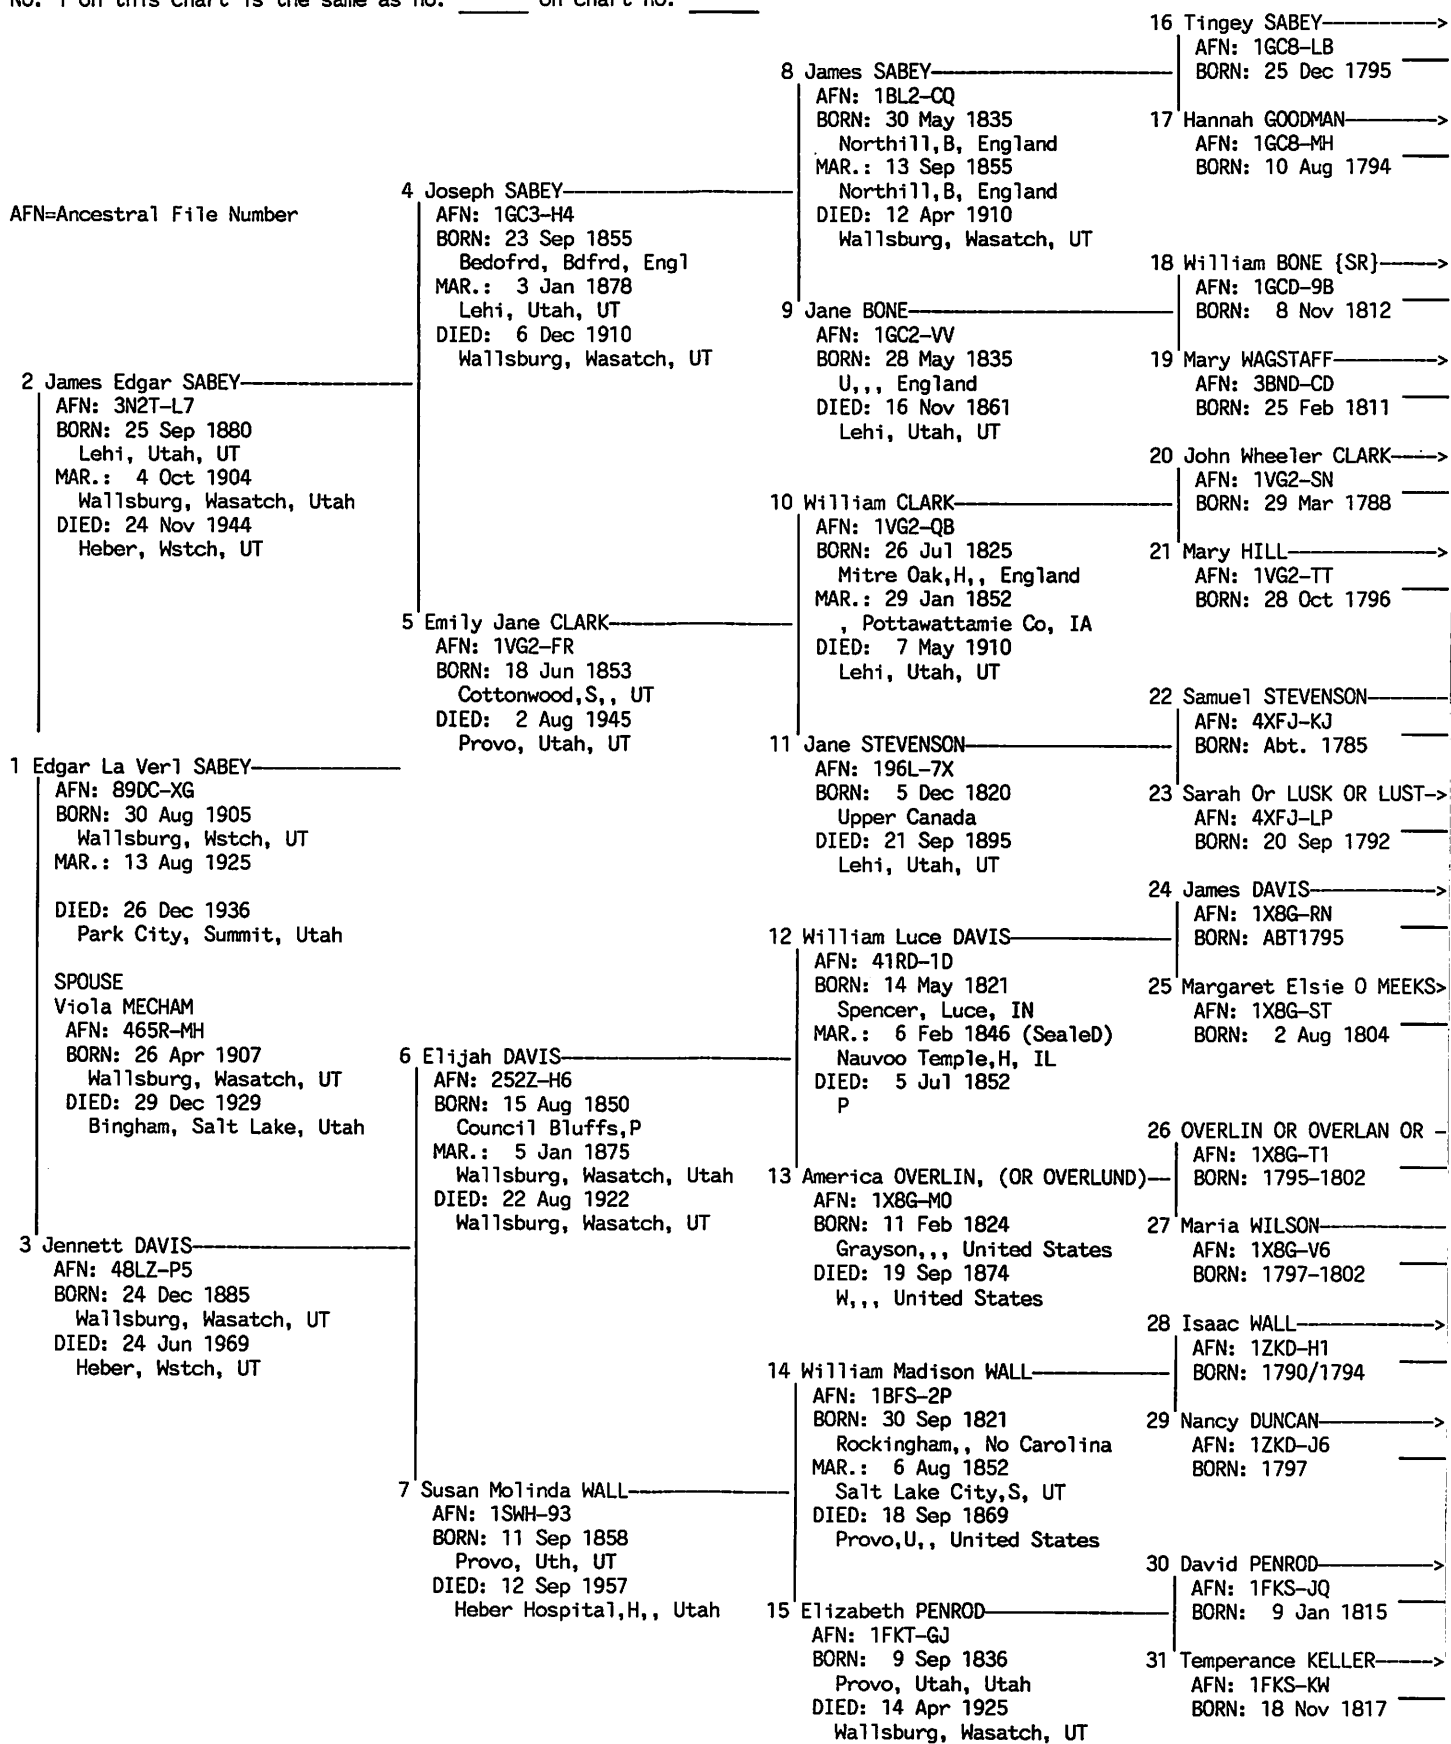 No. 1 on this chart is the same as no. ______ on chart no. ______
AFN=Ancestral File Number
1 Edgar La Verl SABEY
AFN: 89DC-XG
BORN: 30 Aug 1905
Wallsburg, Wstch, UT
MAR.: 13 Aug 1925
DIED: 26 Dec 1936
Park City, Summit, Utah
SPOUSE
Viola MECHAM
AFN: 465R-MH
BORN: 26 Apr 1907
Wallsburg, Wasatch, UT
DIED: 29 Dec 1929
Bingham, Salt Lake, Utah
2 James Edgar SABEY
AFN: 3N2T-L7
BORN: 25 Sep 1880
Lehi, Utah, UT
MAR.: 4 Oct 1904
Wallsburg, Wasatch, Utah
DIED: 24 Nov 1944
Heber, Wstch, UT
3 Jennett DAVIS
AFN: 48LZ-P5
BORN: 24 Dec 1885
Wallsburg, Wasatch, UT
DIED: 24 Jun 1969
Heber, Wstch, UT
4 Joseph SABEY
AFN: 1GC3-H4
BORN: 23 Sep 1855
Bedofrd, Bdfrd, Engl
MAR.: 3 Jan 1878
Lehi, Utah, UT
DIED: 6 Dec 1910
Wallsburg, Wasatch, UT
5 Emily Jane CLARK
AFN: 1VG2-FR
BORN: 18 Jun 1853
Cottonwood,S,, UT
DIED: 2 Aug 1945
Provo, Utah, UT
6 Elijah DAVIS
AFN: 252Z-H6
BORN: 15 Aug 1850
Council Bluffs,P
MAR.: 5 Jan 1875
Wallsburg, Wasatch, Utah
DIED: 22 Aug 1922
Wallsburg, Wasatch, UT
7 Susan Molinda WALL
AFN: 1SWH-93
BORN: 11 Sep 1858
Provo, Uth, UT
DIED: 12 Sep 1957
Heber Hospital,H,, Utah
8 James SABEY
AFN: 1BL2-CQ
BORN: 30 May 1835
Northill,B, England
MAR.: 13 Sep 1855
Northill,B, England
DIED: 12 Apr 1910
Wallsburg, Wasatch, UT
9 Jane BONE
AFN: 1GC2-VV
BORN: 28 May 1835
U,,, England
DIED: 16 Nov 1861
Lehi, Utah, UT
10 William CLARK
AFN: 1VG2-QB
BORN: 26 Jul 1825
Mitre Oak,H,, England
MAR.: 29 Jan 1852
, Pottawattamie Co, IA
DIED: 7 May 1910
Lehi, Utah, UT
11 Jane STEVENSON
AFN: 196L-7X
BORN: 5 Dec 1820
Upper Canada
DIED: 21 Sep 1895
Lehi, Utah, UT
12 William Luce DAVIS
AFN: 41RD-1D
BORN: 14 May 1821
Spencer, Luce, IN
MAR.: 6 Feb 1846 (SealeD)
Nauvoo Temple,H, IL
DIED: 5 Jul 1852
P
13 America OVERLIN, (OR OVERLUND)
AFN: 1X8G-M0
BORN: 11 Feb 1824
Grayson,,, United States
DIED: 19 Sep 1874
W,,, United States
14 William Madison WALL
AFN: 1BFS-2P
BORN: 30 Sep 1821
Rockingham,, No Carolina
MAR.: 6 Aug 1852
Salt Lake City,S, UT
DIED: 18 Sep 1869
Provo,U,, United States
15 Elizabeth PENROD
AFN: 1FKT-GJ
BORN: 9 Sep 1836
Provo, Utah, Utah
DIED: 14 Apr 1925
Wallsburg, Wasatch, UT
16 Tingey SABEY---------->
AFN: 1GC8-LB
BORN: 25 Dec 1795
17 Hannah GOODMAN-------->
AFN: 1GC8-MH
BORN: 10 Aug 1794
18 William BONE {SR}----->
AFN: 1GCD-9B
BORN: 8 Nov 1812
19 Mary WAGSTAFF--------->
AFN: 3BND-CD
BORN: 25 Feb 1811
20 John Wheeler CLARK---->
AFN: 1VG2-SN
BORN: 29 Mar 1788
21 Mary HILL------------->
AFN: 1VG2-TT
BORN: 28 Oct 1796
22 Samuel STEVENSON-------
AFN: 4XFJ-KJ
BORN: Abt. 1785
23 Sarah Or LUSK OR LUST->
AFN: 4XFJ-LP
BORN: 20 Sep 1792
24 James DAVIS----------->
AFN: 1X8G-RN
BORN: ABT1795
25 Margaret Elsie O MEEKS>
AFN: 1X8G-ST
BORN: 2 Aug 1804
26 OVERLIN OR OVERLAN OR -
AFN: 1X8G-T1
BORN: 1795-1802
27 Maria WILSON-----------
AFN: 1X8G-V6
BORN: 1797-1802
28 Isaac WALL------------>
AFN: 1ZKD-H1
BORN: 1790/1794
29 Nancy DUNCAN---------->
AFN: 1ZKD-J6
BORN: 1797
30 David PENROD---------->
AFN: 1FKS-JQ
BORN: 9 Jan 1815
31 Temperance KELLER----->
AFN: 1FKS-KW
BORN: 18 Nov 1817